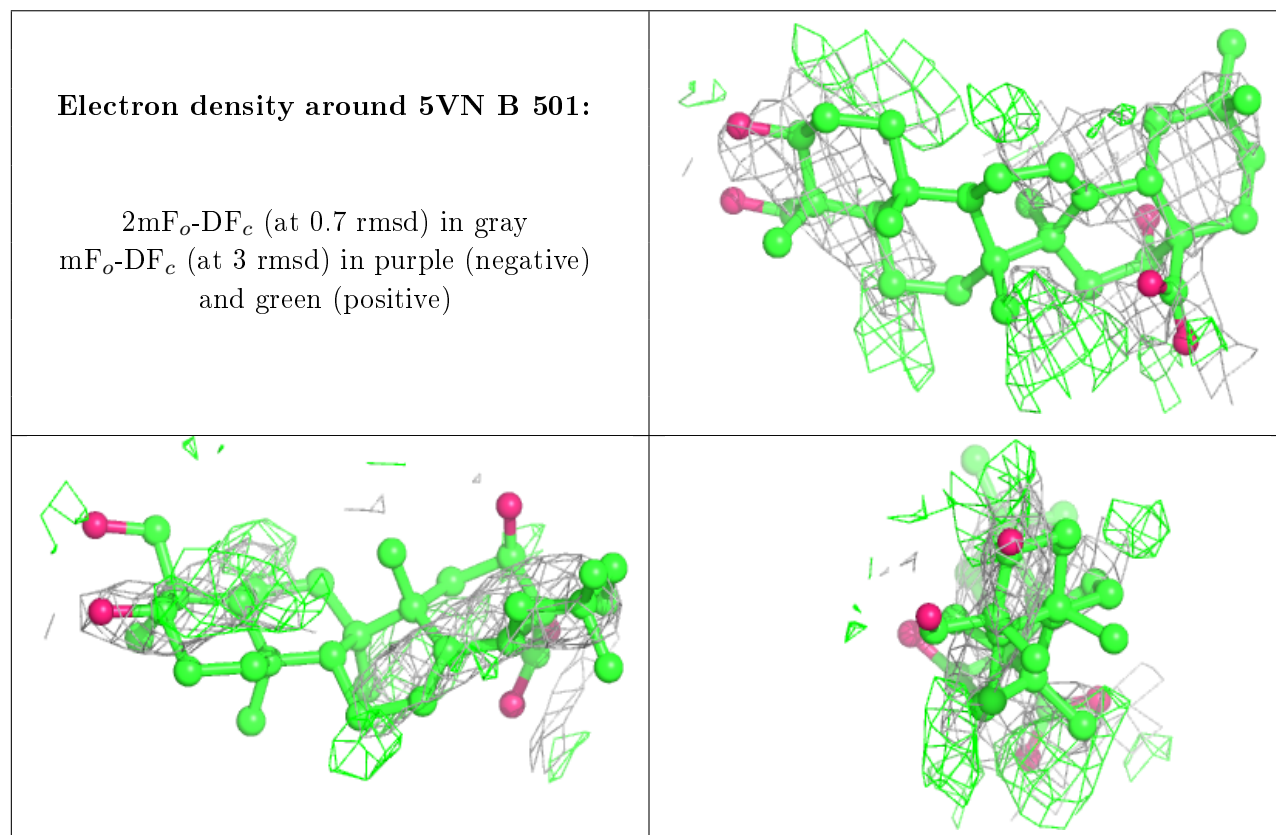 Electron density around 5VN B 501:
2mFo-DFc (at 0.7 rmsd) in gray
mFo-DFc (at 3 rmsd) in purple (negative)
and green (positive)